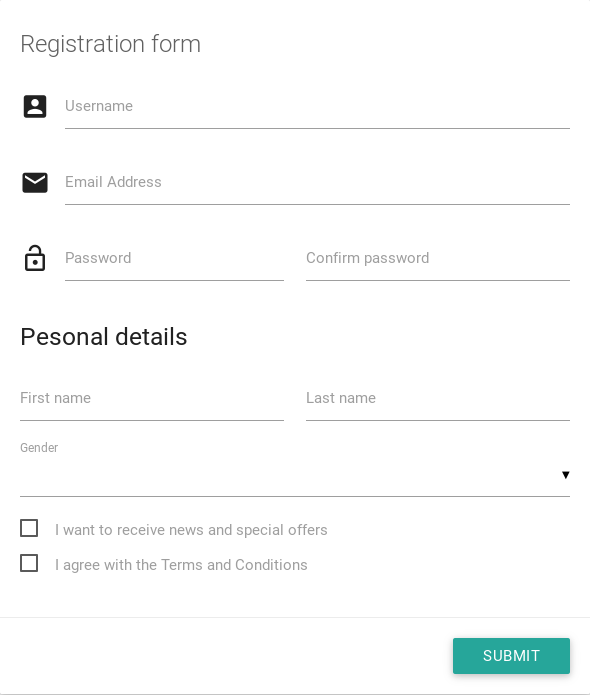 Registration form
Username
Email Address
Password Confirm password
Pesonal details
First name Last name
Gender
I want to receive news and special offers
I agree with the Terms and Conditions
SUBMIT